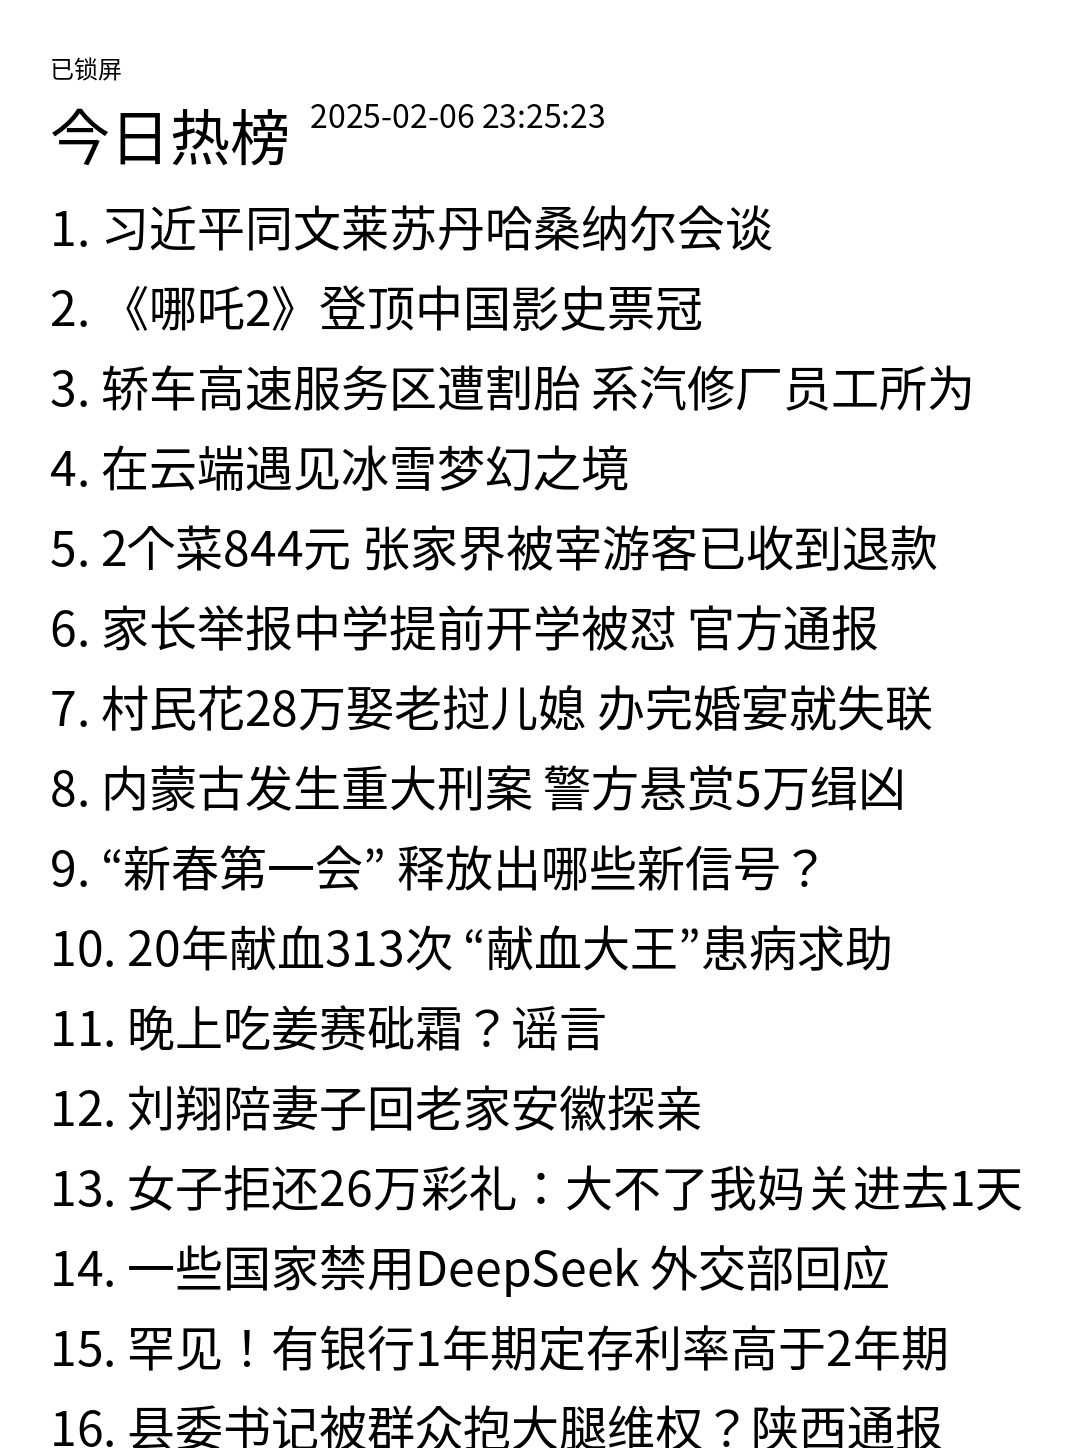 已锁屏
今日热榜 2025-02-06 23:25:23
1. 习近平同文莱苏丹哈桑纳尔会谈
2. 《哪吒2》登顶中国影史票冠
3. 轿车高速服务区遭割胎 系汽修厂员工所为
4. 在云端遇见冰雪梦幻之境
5. 2个菜844元 张家界被宰游客已收到退款
6. 家长举报中学提前开学被怼 官方通报
7. 村民花28万娶老挝儿媳 办完婚宴就失联
8. 内蒙古发生重大刑案 警方悬赏5万缉凶
9. “新春第一会” 释放出哪些新信号？
10. 20年献血313次 “献血大王”患病求助
11. 晚上吃姜赛砒霜？谣言
12. 刘翔陪妻子回老家安徽探亲
13. 女子拒还26万彩礼：大不了我妈关进去1天
14. 一些国家禁用DeepSeek 外交部回应
15. 罕见！有银行1年期定存利率高于2年期
16. 县委书记被群众抱大腿维权？陕西通报